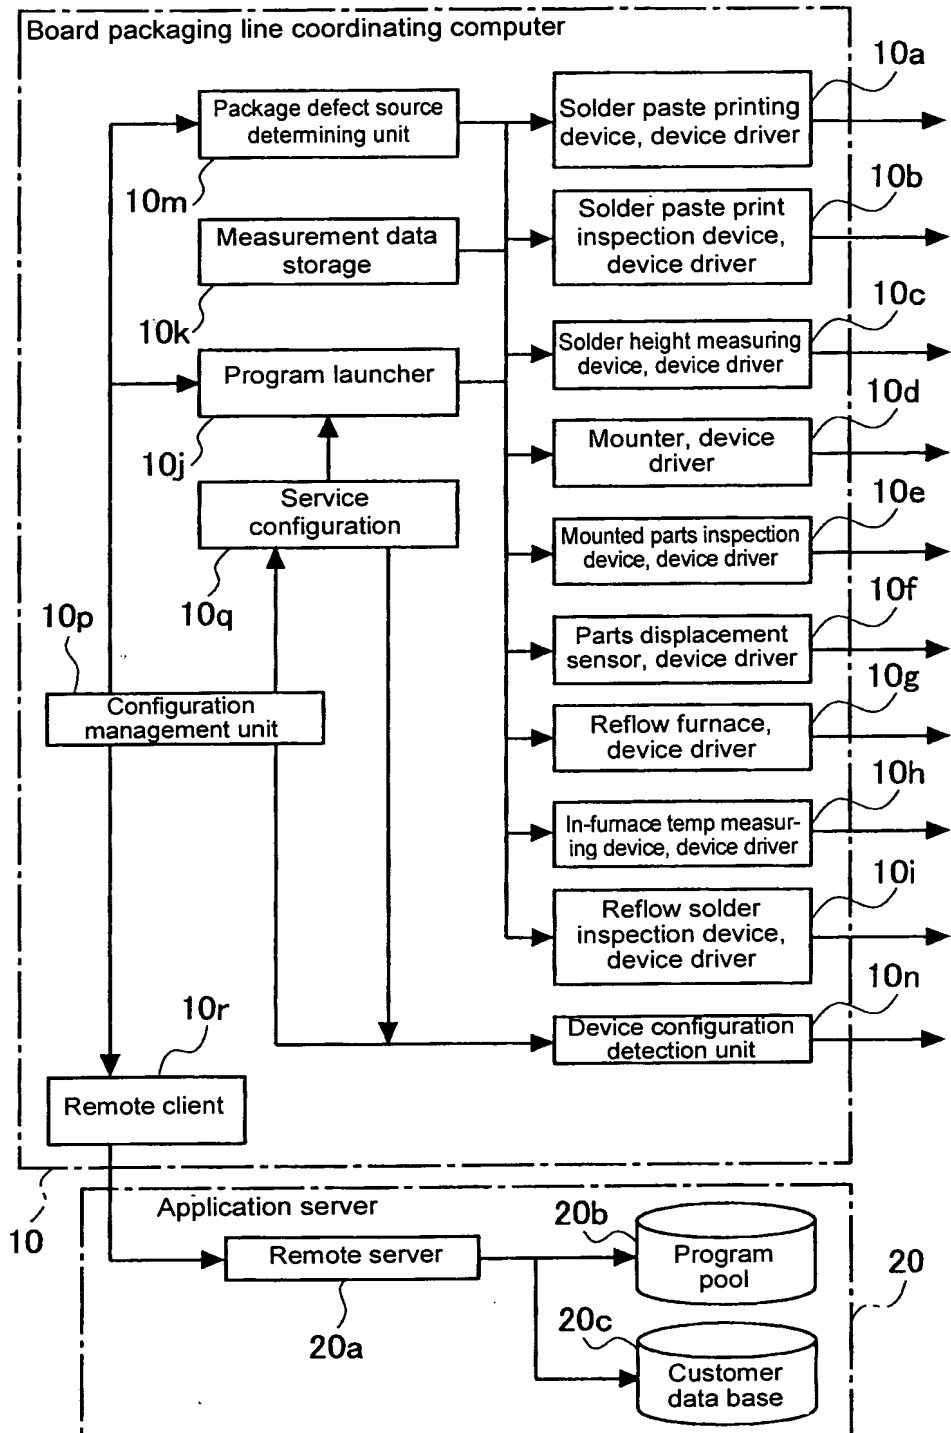 Board packaging line coordinating computer
Package defect source
determining unit
10m
Measurement data
storage
10k
Program launcher
10j
Service
configuration
10q
10p
Configuration
management unit
10r
Remote client
10
Solder paste printing
device, device driver
10a
Solder paste print
inspection device,
device driver
10b
Solder height measuring
device, device driver
10c
Mounter, device
driver
10d
Mounted parts inspection
device, device driver
10e
Parts displacement
sensor, device driver
10f
Reflow furnace,
device driver
10g
In-furnace temp measur-
ing device, device driver
10h
Reflow solder
inspection device,
device driver
10i
Device configuration
detection unit
10n
Application server
Remote server
20a
20b
Program
pool
20c
Customer
data base
20